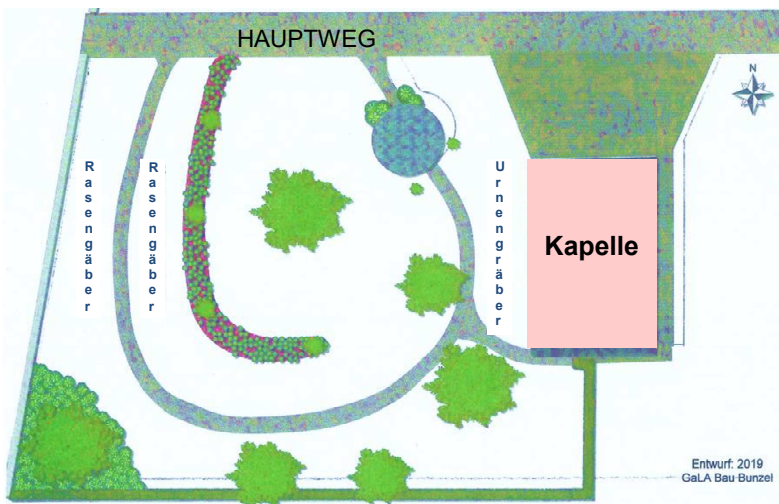 HAUPTWEG
N
Rasengäber
Rasengäber
Urnengräber
Kapelle
Entwurf: 2019
GaLA Bau Bunzel